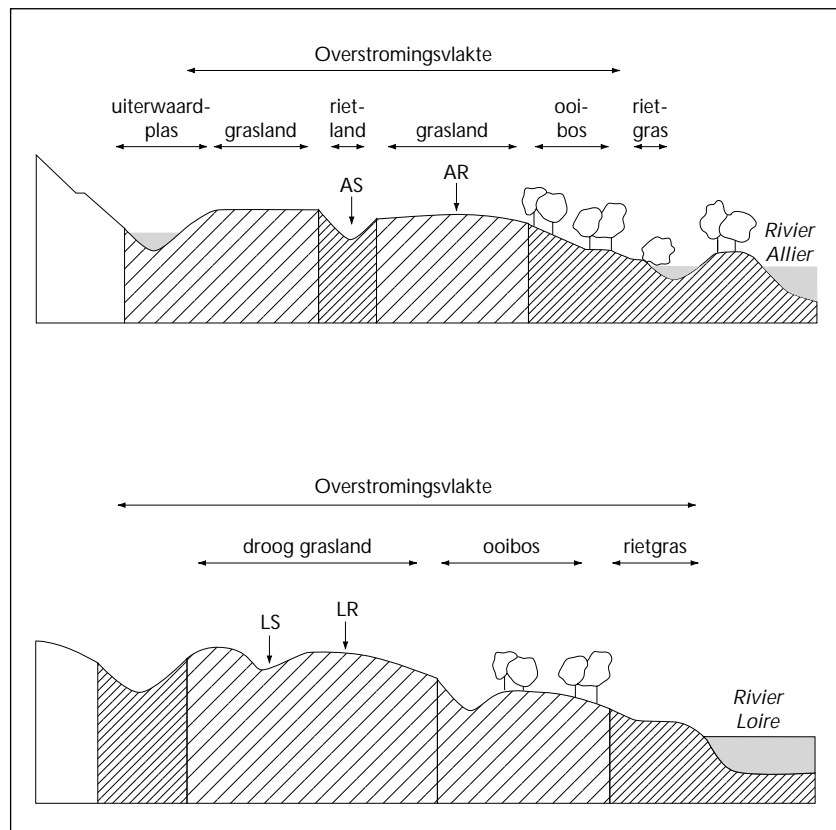 Overstromingsvlakte
uiterwaard-
plas
grasland
riet-
land
grasland
ooi-
bos
riet-
gras
AS
AR
Rivier
Allier
Overstromingsvlakte
droog grasland
ooibos
rietgras
LS
LR
Rivier
Loire